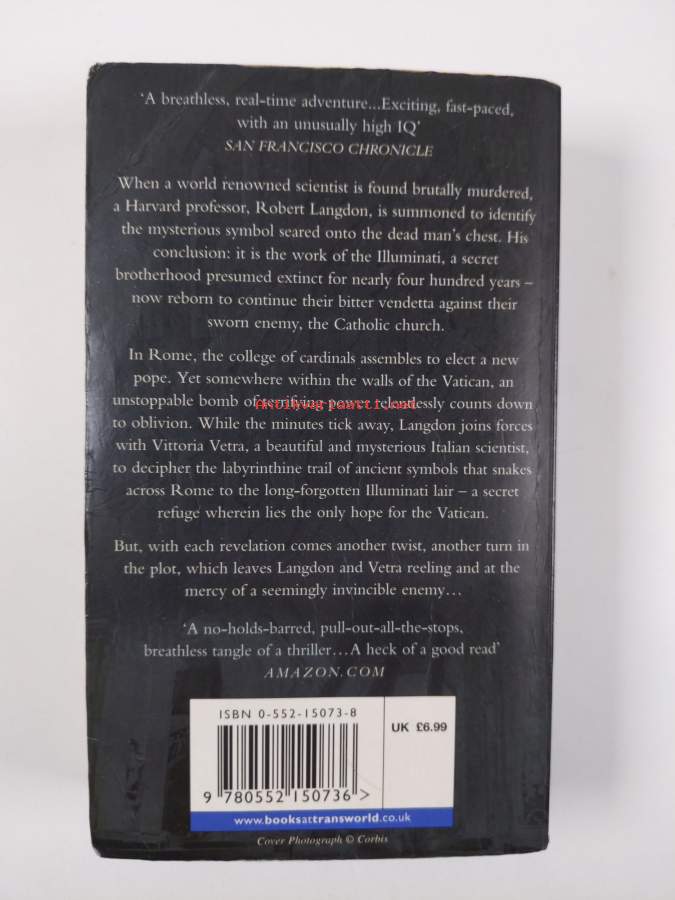 ‘A breathless, real-time adventure...Exciting, fast-paced,
with an unusually high IQ’
SAN FRANCISCO CHRONICLE
When a world renowned scientist is found brutally murdered,
a Harvard professor, Robert Langdon, is summoned to identify
the mysterious symbol seared onto the dead man's chest. His
conclusion: it is the work of the Illuminati, a secret
brotherhood presumed extinct for nearly four hundred years –
now reborn to continue their bitter vendetta against their
sworn enemy, the Catholic church.
In Rome, the college of cardinals assembles to elect a new
pope. Yet somewhere within the walls of the Vatican, an
unstoppable bomb of terrifying power relentlessly counts down
to oblivion. While the minutes tick away, Langdon joins forces
with Vittoria Vetra, a beautiful and mysterious Italian scientist,
to decipher the labyrinthine trail of ancient symbols that snakes
across Rome to the long-forgotten Illuminati lair – a secret
refuge wherein lies the only hope for the Vatican.
But, with each revelation comes another twist, another turn in
the plot, which leaves Langdon and Vetra reeling and at the
mercy of a seemingly invincible enemy...
‘A no-holds-barred, pull-out-all-the-stops,
breathless tangle of a thriller...A heck of a good read’
AMAZON.COM
ISBN 0-552-15073-8
UK £6.99
9 780552 150736 >
www.booksattransworld.co.uk
Cover Photograph © Corbis